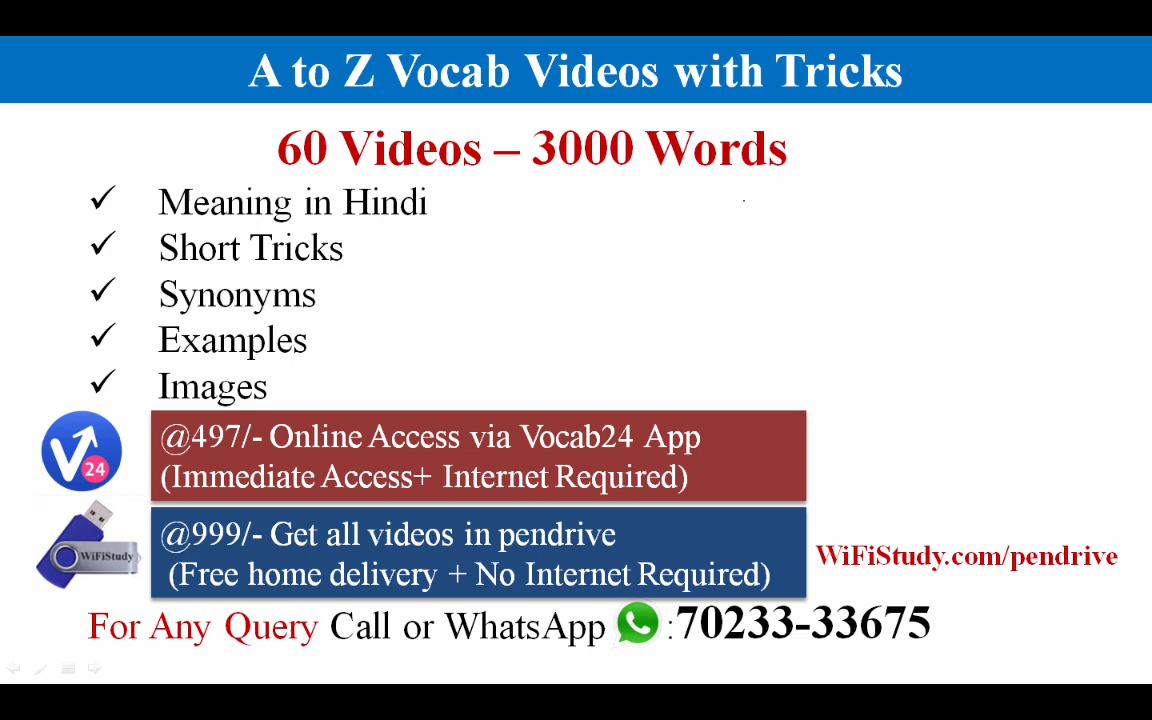 A to Z Vocab Videos with Tricks
60 Videos – 3000 Words
✓ Meaning in Hindi
✓ Short Tricks
✓ Synonyms
✓ Examples
✓ Images
24
@497/- Online Access via Vocab24 App
(Immediate Access+ Internet Required)
WiFiStudy
@999/- Get all videos in pendrive
(Free home delivery + No Internet Required)
WiFiStudy.com/pendrive
For Any Query Call or WhatsApp :70233-33675